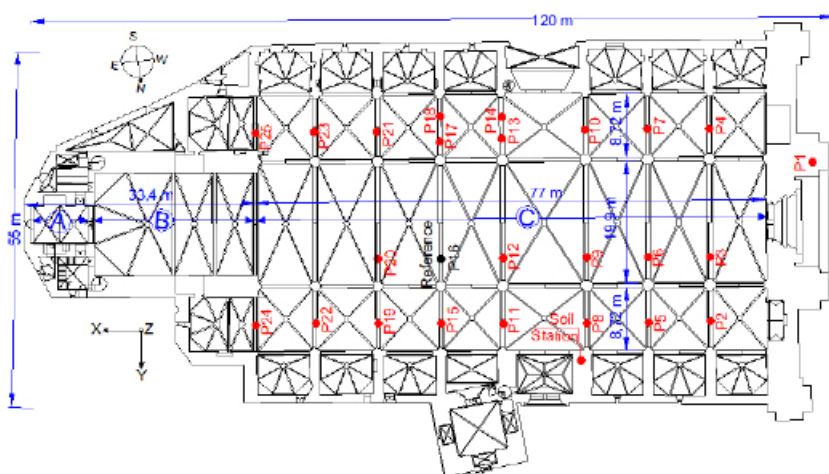 120 m
S
E
W
N
P25
P23
P21
P18
P17
P14
P13
P10
P7
P4
8,72 m
P1
33,4 m
77 m
A
B
C
55 m
19,9 m
P20
Reference
P16
P12
P9
P6
P3
X
Z
Y
P24
P22
P19
P15
P11
Soil
Station
P8
P5
P2
8,72 m